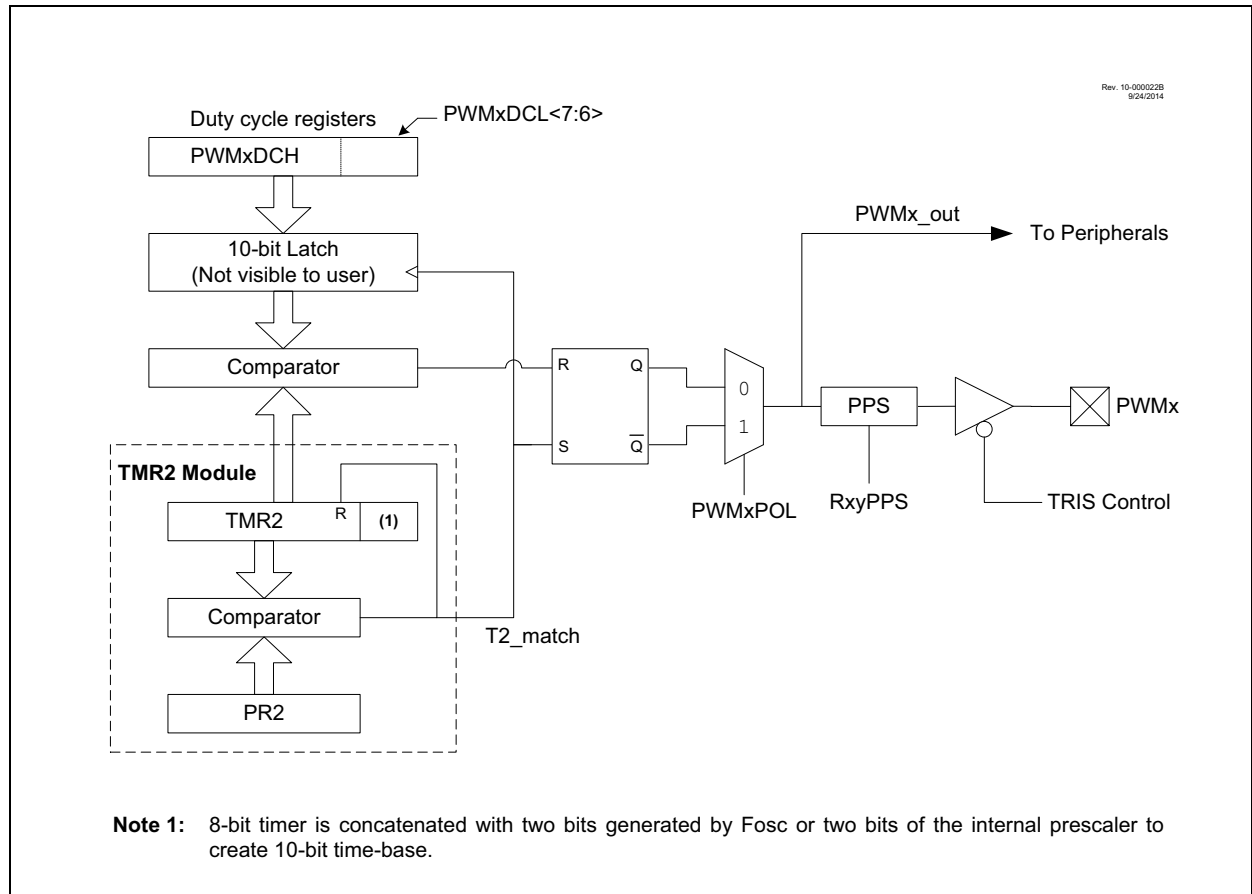 Rev. 10-000022B
9/24/2014
Duty cycle registers
PWMxDCL<7:6>
PWMxDCH
10-bit Latch
(Not visible to user)
Comparator
R
Q
S
Q̅
0
1
PWMx_out
To Peripherals
PPS
PWMx
PWMxPOL
RxyPPS
TRIS Control
TMR2 Module
TMR2
R
(1)
Comparator
T2_match
PR2
Note 1: 8-bit timer is concatenated with two bits generated by Fosc or two bits of the internal prescaler to
create 10-bit time-base.